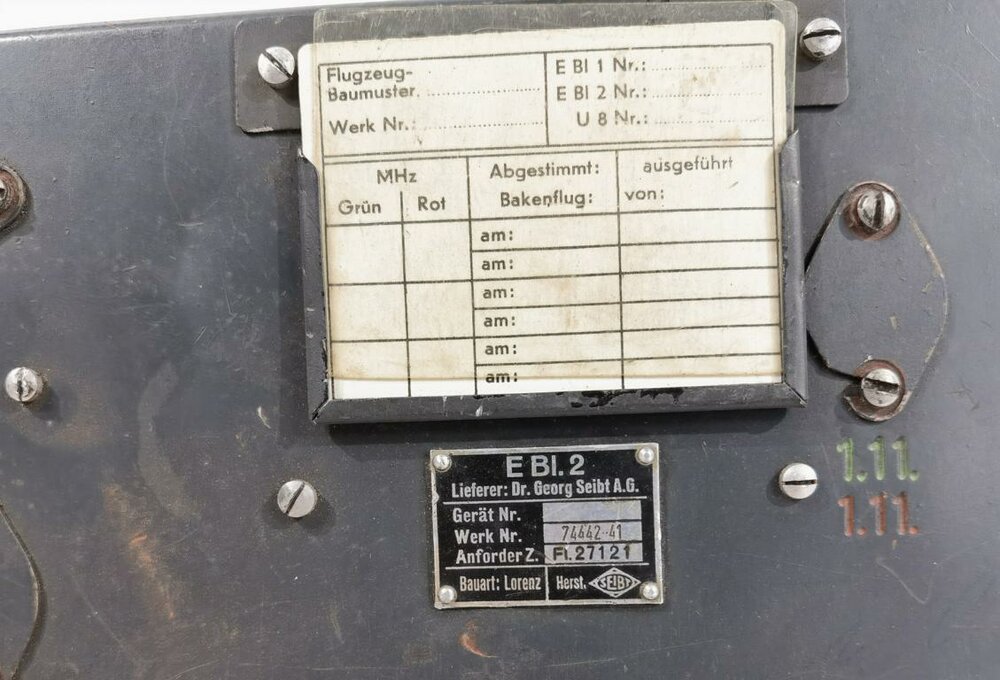 Flugzeug-
Baumuster.
Werk Nr.:
E Bl 1 Nr.:
E Bl 2 Nr.:
U 8 Nr.:
MHz
Grün Rot
Abgestimmt:
Bakenflug:
ausgeführt
von:
am:
am:
am:
am:
am:
am:
E Bl. 2
Lieferer: Dr. Georg Seibt A.G.
Gerät Nr.
Werk Nr. 74442-41
Anforder Z. Fl. 27121
Bauart: Lorenz Herst. SEIBT
1.11.
1.11.